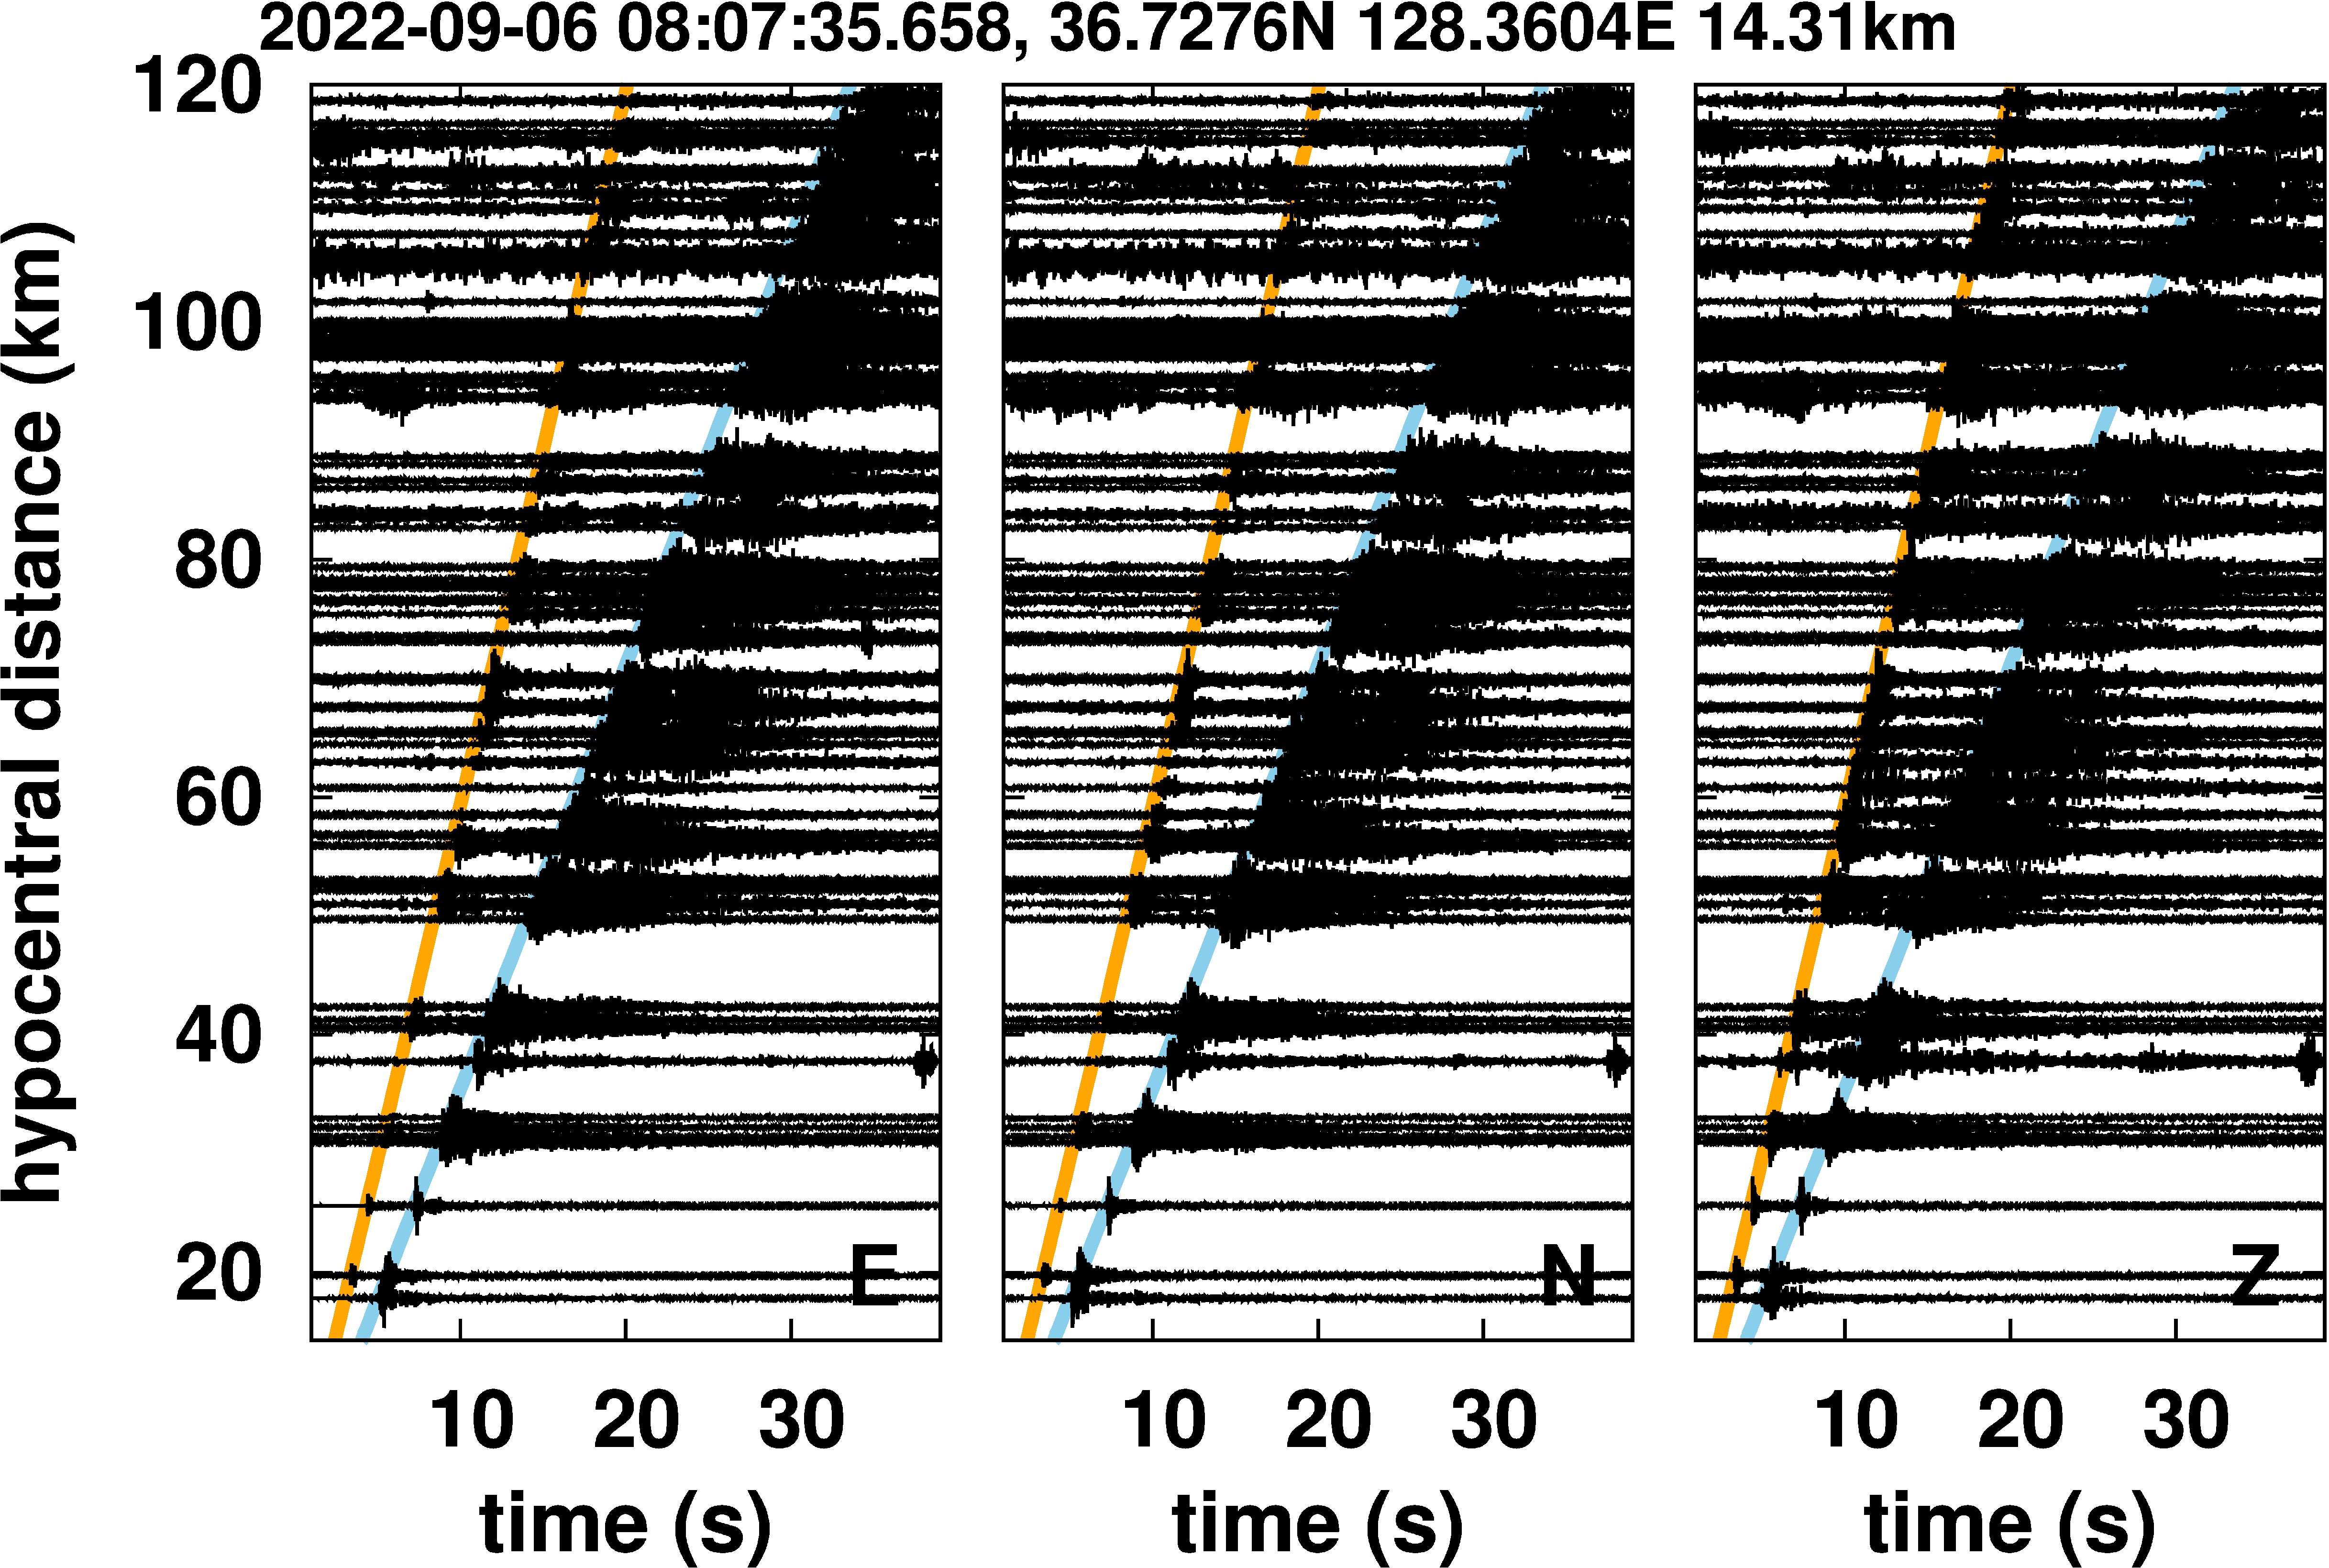 2022-09-06 08:07:35.658, 36.7276N 128.3604E 14.31km
hypocentral distance (km)
120
100
80
60
40
20
E
N
Z
10 20 30
10 20 30
10 20 30
time (s)
time (s)
time (s)